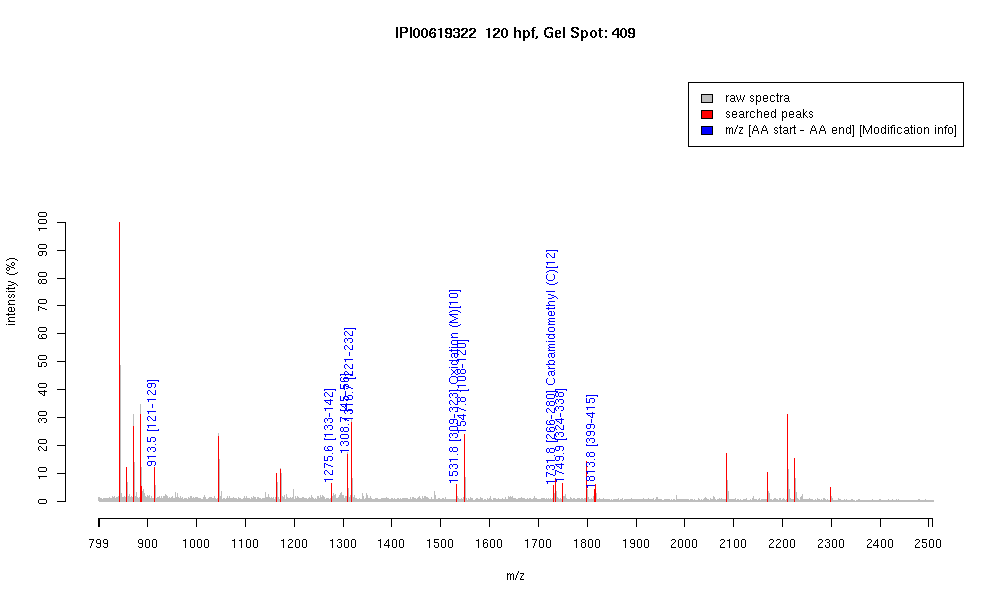 IPI00619322 120 hpf, Gel Spot: 409
raw spectra
searched peaks
m/z [AA start - AA end] [Modification info]
intensity (%)
100
90
80
70
60
50
40
30
20
10
0
913.5 [121-129]
1275.6 [133-142]
1308.7 [45-56]
1318.7 [221-232]
1531.8 [309-323] Oxidation (M)[10]
1547.8 [108-120]
1731.8 [266-280] Carbamidomethyl (C)[12]
1749.9 [324-338]
1813.8 [399-415]
799 900 1000 1100 1200 1300 1400 1500 1600 1700 1800 1900 2000 2100 2200 2300 2400 2500
m/z